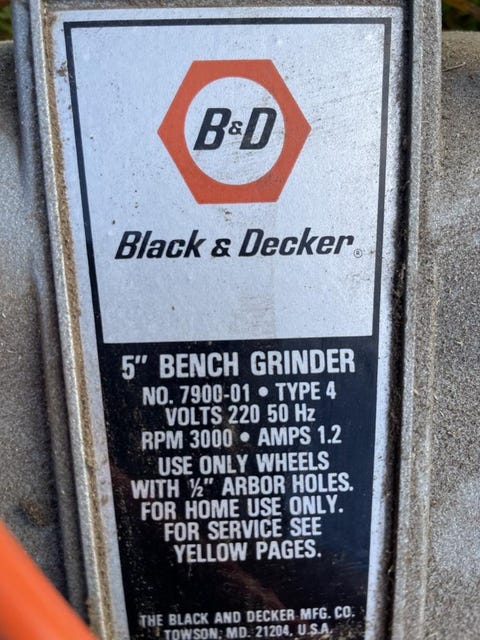 B&D
Black & Decker®
5" BENCH GRINDER
NO. 7900-01 • TYPE 4
VOLTS 220 50 Hz
RPM 3000 • AMPS 1.2
USE ONLY WHEELS
WITH ½" ARBOR HOLES.
FOR HOME USE ONLY.
FOR SERVICE SEE
YELLOW PAGES.
THE BLACK AND DECKER MFG. CO.
TOWSON, MD. 21204, U.S.A.